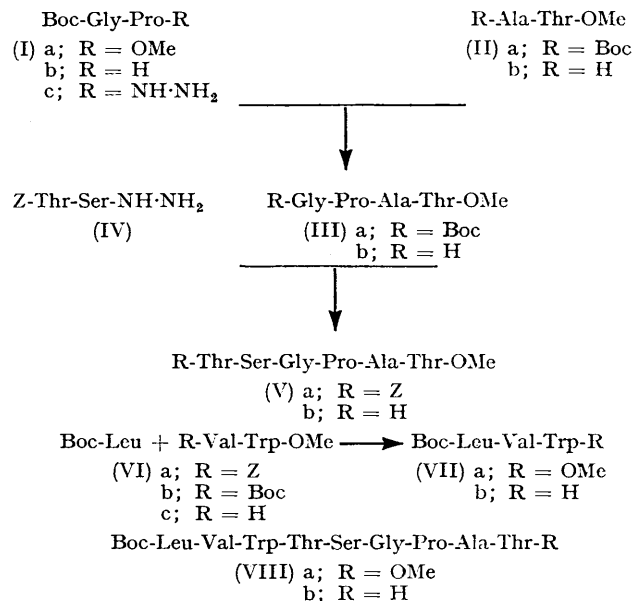 Boc-Gly-Pro-R
(I) a; R = OMe
b; R = H
c; R = NH·NH₂
R-Ala-Thr-OMe
(II) a; R = Boc
b; R = H
Z-Thr-Ser-NH·NH₂
(IV)
R-Gly-Pro-Ala-Thr-OMe
(III) a; R = Boc
b; R = H
R-Thr-Ser-Gly-Pro-Ala-Thr-OMe
(V) a; R = Z
b; R = H
Boc-Leu + R-Val-Trp-OMe ⟶ Boc-Leu-Val-Trp-R
(VI) a; R = Z
b; R = Boc
c; R = H
(VII) a; R = OMe
b; R = H
Boc-Leu-Val-Trp-Thr-Ser-Gly-Pro-Ala-Thr-R
(VIII) a; R = OMe
b; R = H